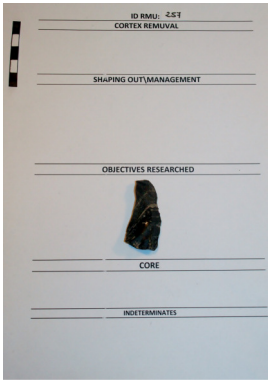 ID RMU: 257
CORTEX REMUVAL
SHAPING OUT\MANAGEMENT
OBJECTIVES RESEARCHED
CORE
INDETERMINATES